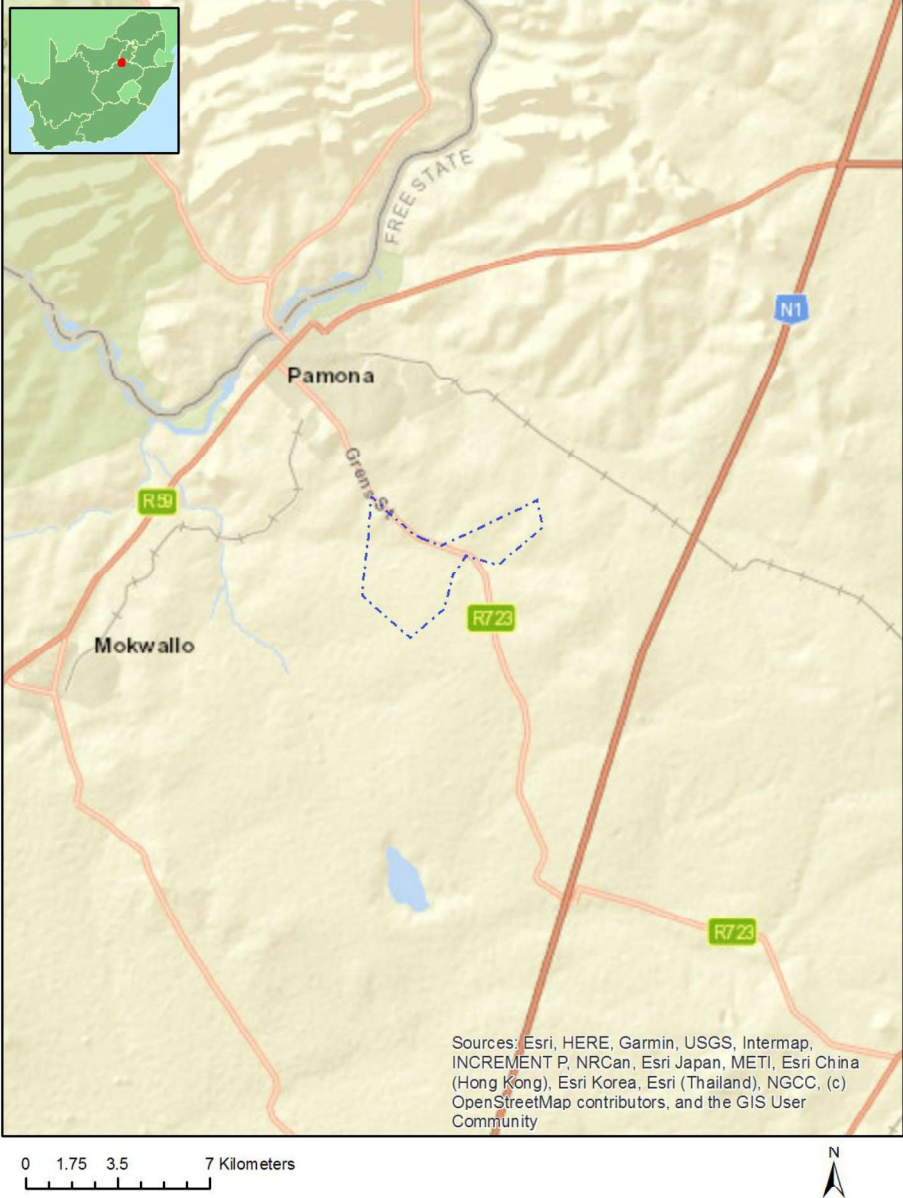 FREE STATE
N1
Pamona
Grens St
R59
R723
Mokwallo
R723
Sources: Esri, HERE, Garmin, USGS, Intermap,
INCREMENT P, NRCan, Esri Japan, METI, Esri China
(Hong Kong), Esri Korea, Esri (Thailand), NGCC, (c)
OpenStreetMap contributors, and the GIS User
Community
0 1.75 3.5 7 Kilometers
N